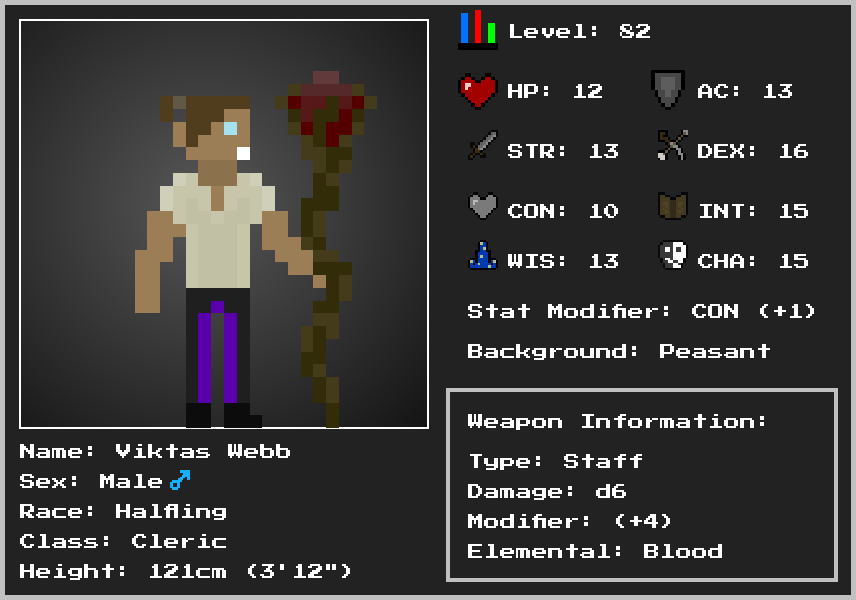 Level: 82
HP: 12 AC: 13
STR: 13 DEX: 16
CON: 10 INT: 15
WIS: 13 CHA: 15
Stat Modifier: CON (+1)
Background: Peasant
Weapon Information:
Type: Staff
Damage: d6
Modifier: (+4)
Elemental: Blood
Name: Viktas Webb
Sex: Male♂
Race: Halfling
Class: Cleric
Height: 121cm (3'12")